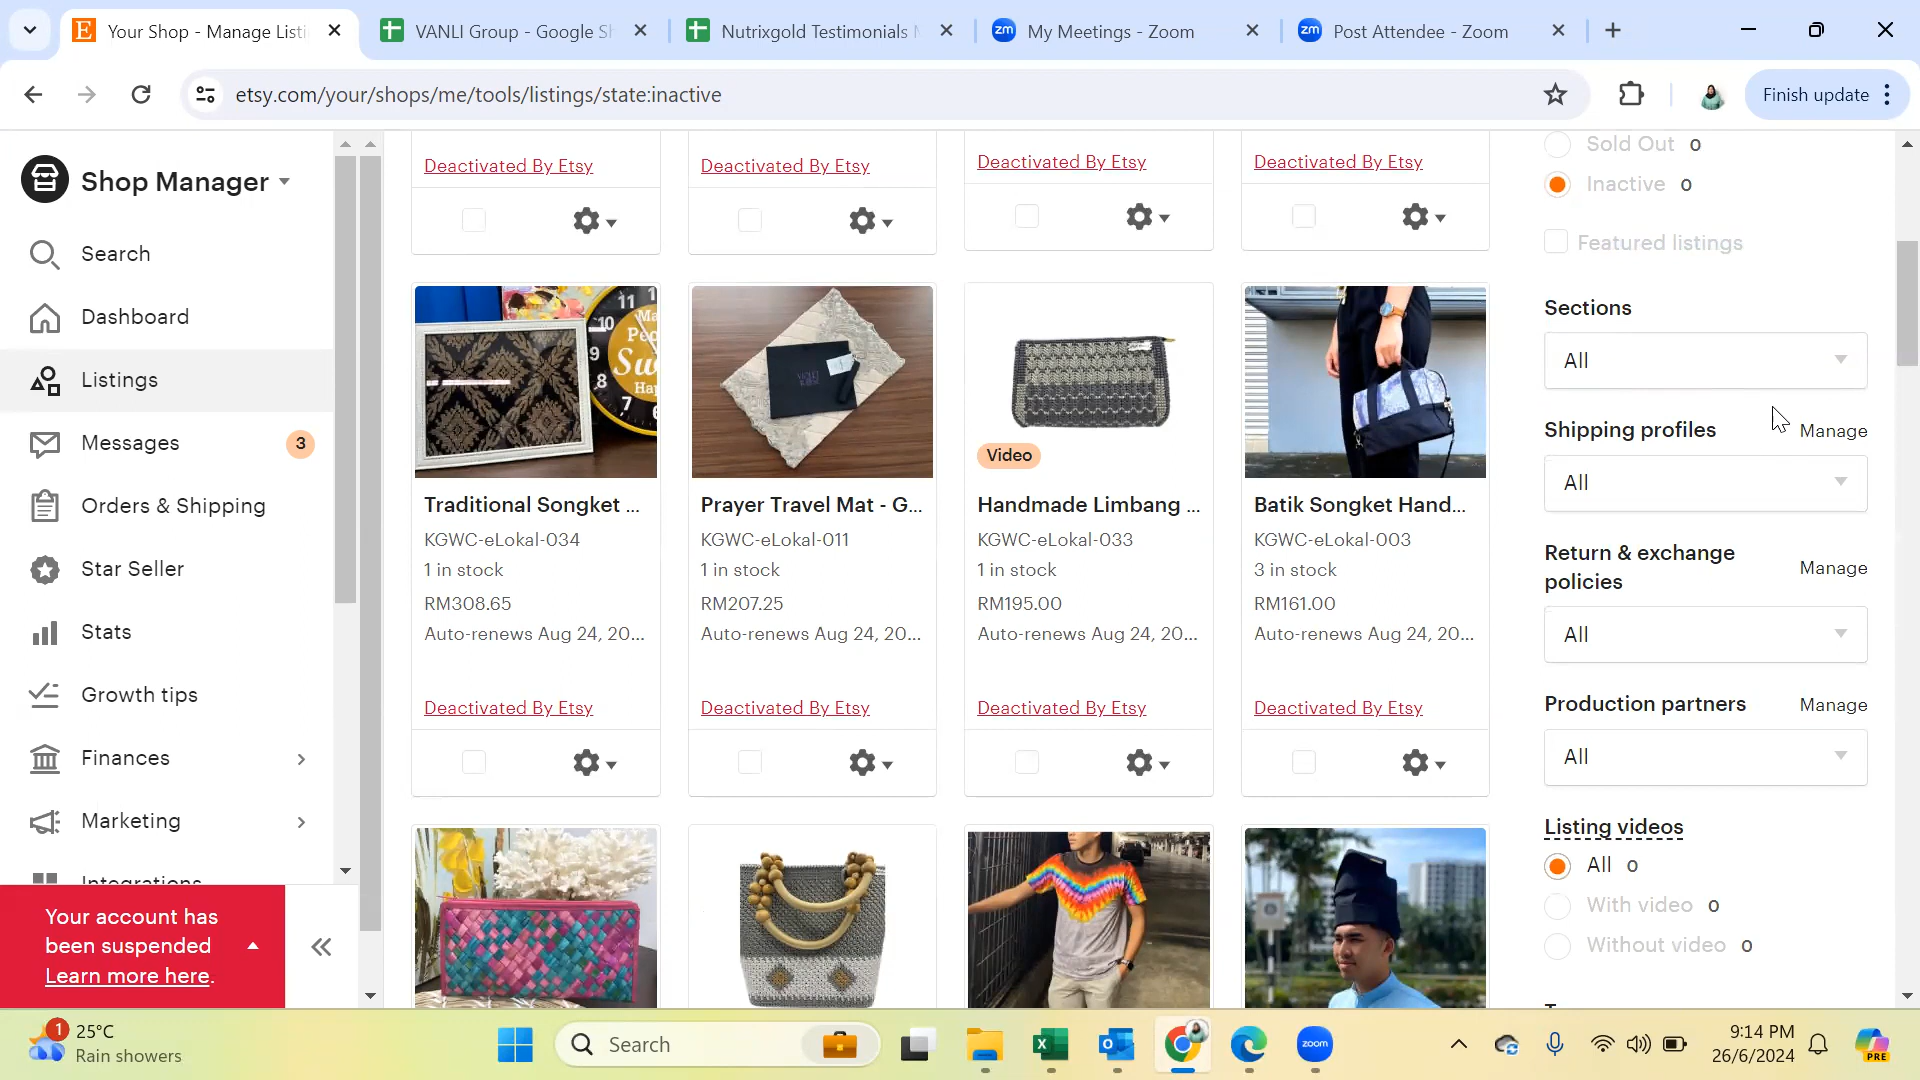 Your Shop - Manage Listi
VANLI Group - Google Sh
Nutrixgold Testimonials M
zm My Meetings - Zoom
zm Post Attendee - Zoom
etsy.com/your/shops/me/tools/listings/state:inactive
Finish update
Shop Manager
Search
Dashboard
Listings
Messages 3
Orders & Shipping
Star Seller
Stats
Growth tips
Finances
Marketing
Integrations
Your account has
been suspended
Learn more here.
Deactivated By Etsy
Deactivated By Etsy
Deactivated By Etsy
Deactivated By Etsy
Video
Traditional Songket ...
KGWC-eLokal-034
1 in stock
RM308.65
Auto-renews Aug 24, 20...
Deactivated By Etsy
Prayer Travel Mat - G...
KGWC-eLokal-011
1 in stock
RM207.25
Auto-renews Aug 24, 20...
Deactivated By Etsy
Handmade Limbang ...
KGWC-eLokal-033
1 in stock
RM195.00
Auto-renews Aug 24, 20...
Deactivated By Etsy
Batik Songket Hand...
KGWC-eLokal-003
3 in stock
RM161.00
Auto-renews Aug 24, 20...
Deactivated By Etsy
Sold Out 0
Inactive 0
Featured listings
Sections
All
Shipping profiles Manage
All
Return & exchange
policies Manage
All
Production partners Manage
All
Listing videos
All 0
With video 0
Without video 0
1
25°C
Rain showers
Search
zoom
9:14 PM
26/6/2024
PRE